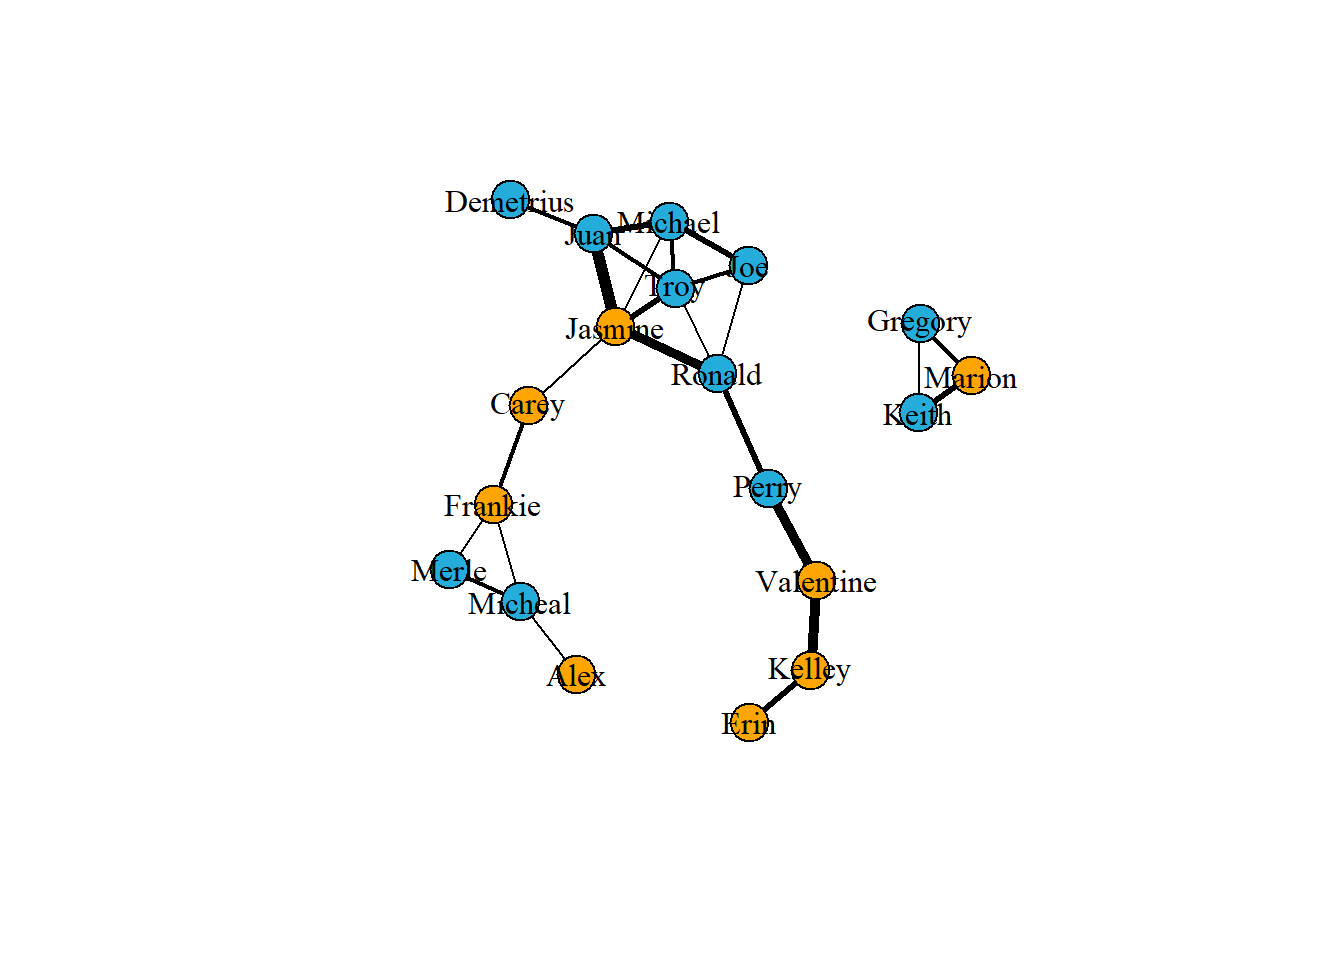 Demetrius
Michael
Juan
Joe
Troy
Jasmine
Gregory
Ronald
Marion
Carey
Keith
Perry
Frankie
Merle
Valentine
Micheal
Kelley
Alex
Erin